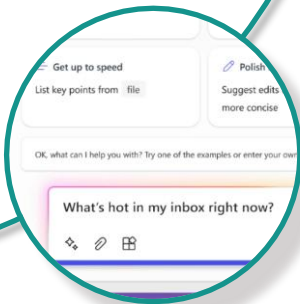 Get up to speed
List key points from file
Polish
Suggest edits
more concise
OK, what can I help you with? Try one of the examples or enter your own
What's hot in my inbox right now?